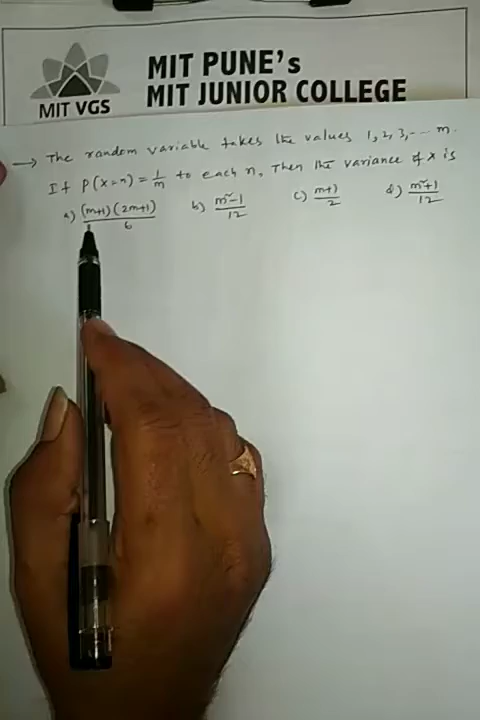 MIT PUNE's
MIT JUNIOR COLLEGE
MIT VGS
→ The random variable takes the values 1, 2, 3, ... m.
If P(x=n) = 1/m to each n, Then the variance of x is
a) (m+1)(2m+1)/6 b) m²-1/12 c) m+1/2 d) m²+1/12